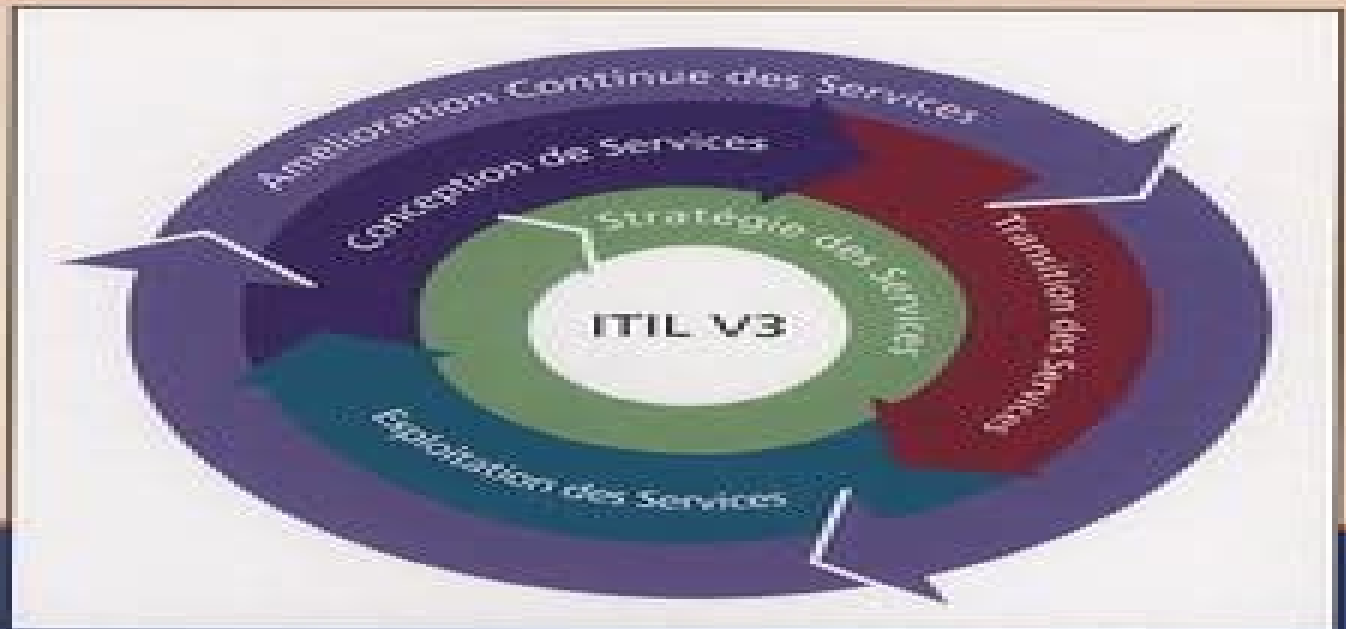 Amélioration Continue des Services
Conception de Services
Stratégie des Services
Transition des Services
ITIL V3
Exploitation des Services